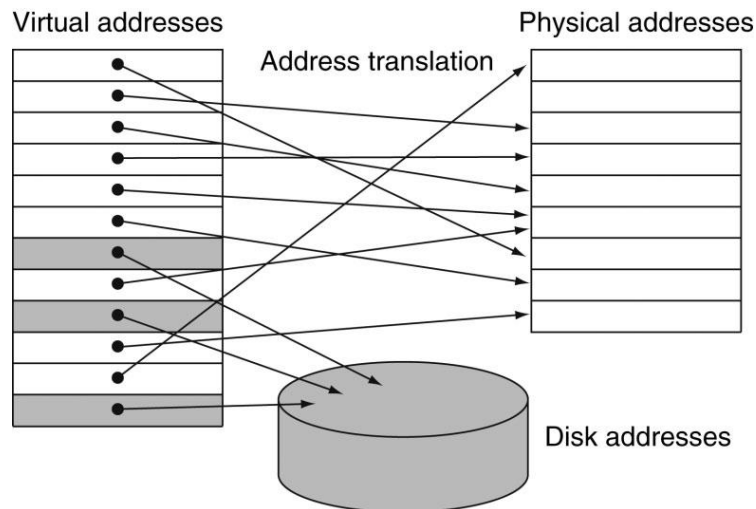 Virtual addresses
Physical addresses
Address translation
Disk addresses